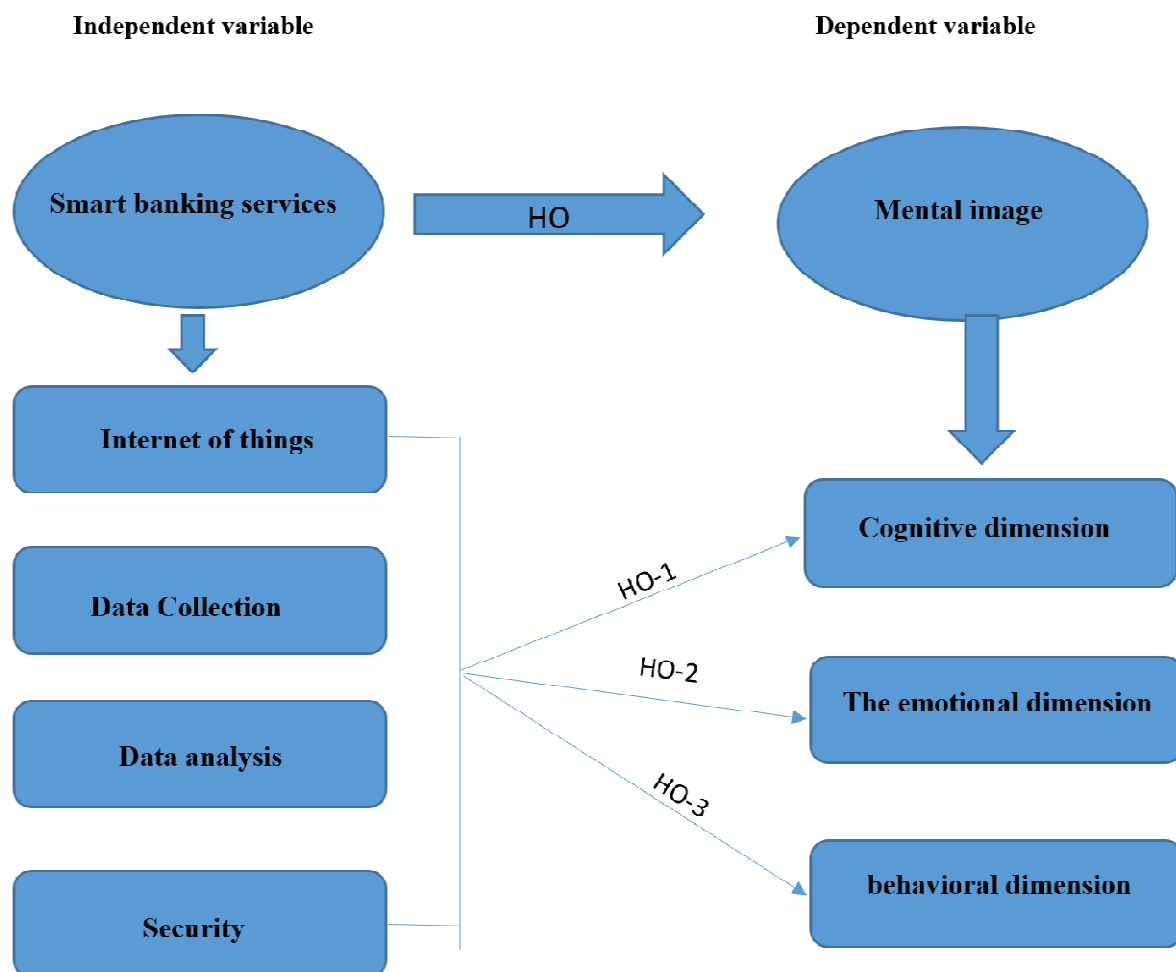 Independent variable
Dependent variable
Smart banking services
HO
Mental image
Internet of things
Data Collection
Data analysis
Security
HO-1
HO-2
HO-3
Cognitive dimension
The emotional dimension
behavioral dimension